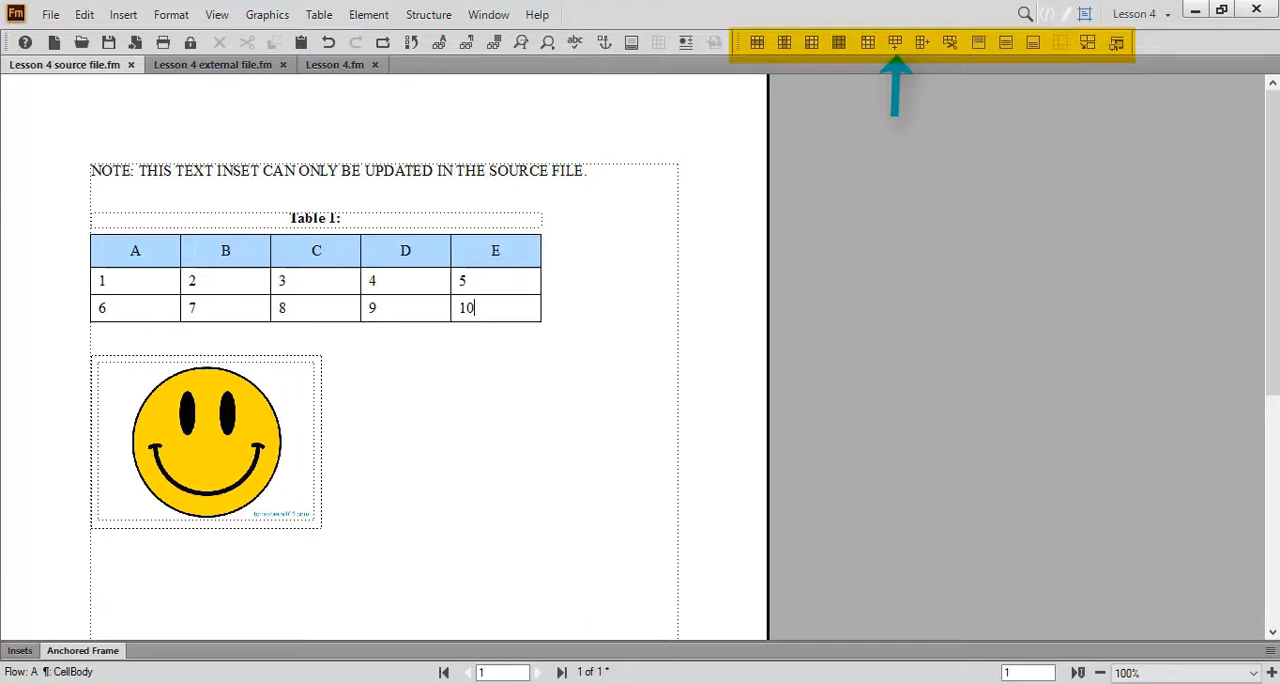 Fm File Edit Insert Format View Graphics Table Element Structure Window Help Lesson 4
Lesson 4 source file.fm Lesson 4 external file.fm Lesson 4.fm
NOTE: THIS TEXT INSET CAN ONLY BE UPDATED IN THE SOURCE FILE.
Table 1:
A B C D E
1 2 3 4 5
6 7 8 9 10
Insets Anchored Frame
Flow: A ¶: CellBody 1 1 of 1 * 1 100%